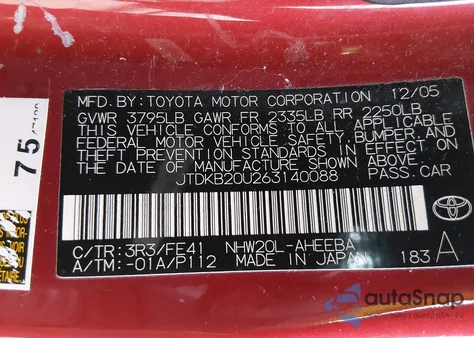 MFD. BY: TOYOTA MOTOR CORPORATION 12/05
GVWR 3795LB GAWR FR 2335LB RR 2250LB
THIS VEHICLE CONFORMS TO ALL APPLICABLE
FEDERAL MOTOR VEHICLE SAFETY, BUMPER, AND
THEFT PREVENTION STANDARDS IN EFFECT ON
THE DATE OF MANUFACTURE SHOWN ABOVE.
JTDKB20U263140088 PASS. CAR
TOYOTA
C/TR: 3R3/FE41 NHW20L-AHEEBA
A/TM: -01A/P112 MADE IN JAPAN 183 A
75
autoSnap